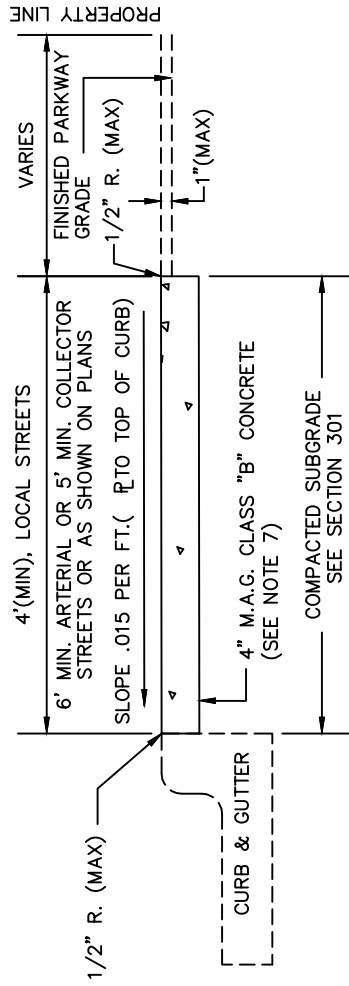 4'(MIN), LOCAL STREETS
6' MIN. ARTERIAL OR 5' MIN. COLLECTOR
STREETS OR AS SHOWN ON PLANS
SLOPE .015 PER FT.( PL TO TOP OF CURB)
VARIES
PROPERTY LINE
FINISHED PARKWAY
GRADE
1/2" R. (MAX)
1/2" R. (MAX)
1"(MAX)
4" M.A.G. CLASS "B" CONCRETE
(SEE NOTE 7)
CURB & GUTTER
COMPACTED SUBGRADE
SEE SECTION 301